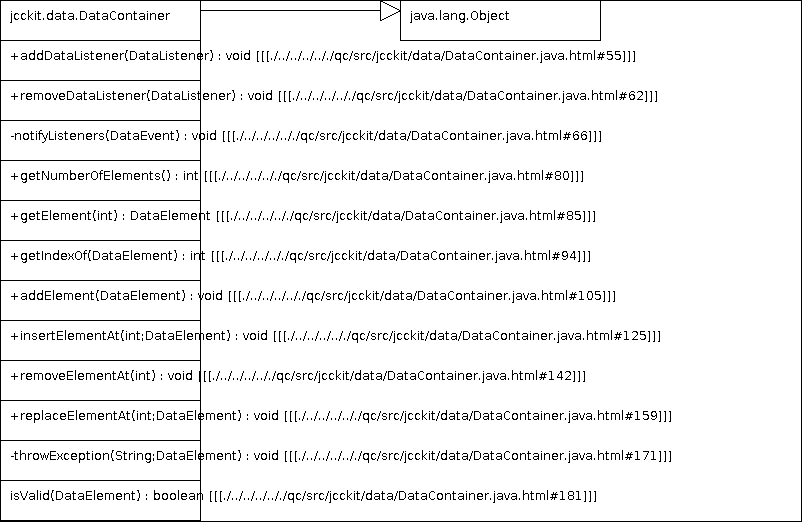 jcckit.data.DataContainer
java.lang.Object
+addDataListener(DataListener) : void [[[./../../../../../qc/src/jcckit/data/DataContainer.java.html#55]]]
+removeDataListener(DataListener) : void [[[./../../../../../qc/src/jcckit/data/DataContainer.java.html#62]]]
-notifyListeners(DataEvent) : void [[[./../../../../../qc/src/jcckit/data/DataContainer.java.html#66]]]
+getNumberOfElements() : int [[[./../../../../../qc/src/jcckit/data/DataContainer.java.html#80]]]
+getElement(int) : DataElement [[[./../../../../../qc/src/jcckit/data/DataContainer.java.html#85]]]
+getIndexOf(DataElement) : int [[[./../../../../../qc/src/jcckit/data/DataContainer.java.html#94]]]
+addElement(DataElement) : void [[[./../../../../../qc/src/jcckit/data/DataContainer.java.html#105]]]
+insertElementAt(int;DataElement) : void [[[./../../../../../qc/src/jcckit/data/DataContainer.java.html#125]]]
+removeElementAt(int) : void [[[./../../../../../qc/src/jcckit/data/DataContainer.java.html#142]]]
+replaceElementAt(int;DataElement) : void [[[./../../../../../qc/src/jcckit/data/DataContainer.java.html#159]]]
-throwException(String;DataElement) : void [[[./../../../../../qc/src/jcckit/data/DataContainer.java.html#171]]]
isValid(DataElement) : boolean [[[./../../../../../qc/src/jcckit/data/DataContainer.java.html#181]]]